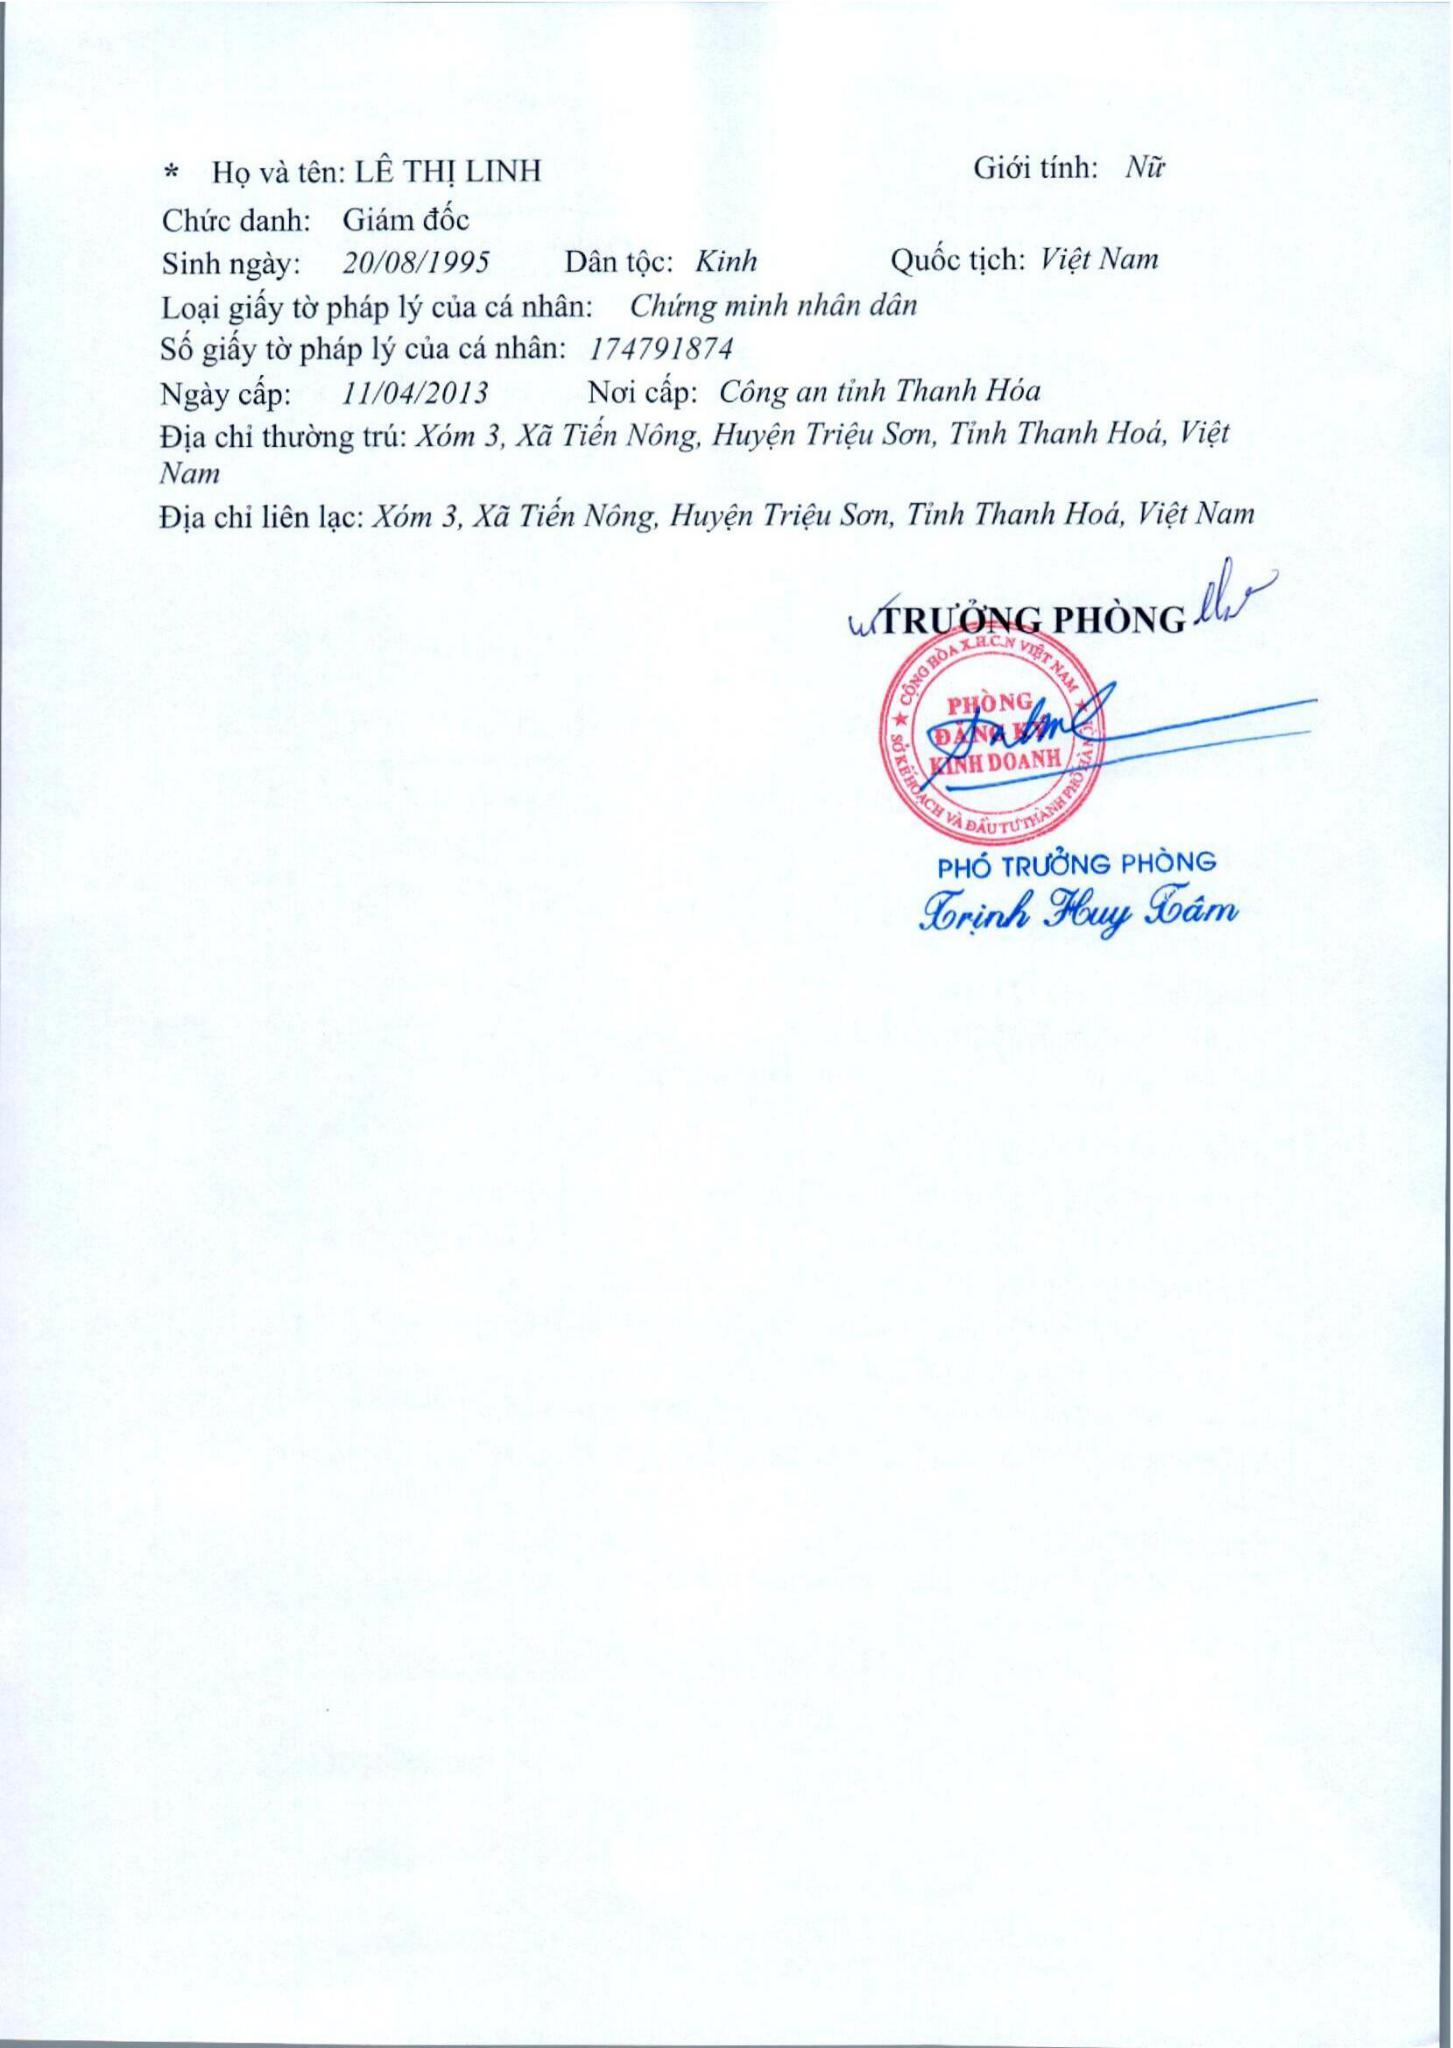 * Họ và tên: LÊ THỊ LINH Giới tính: Nữ
Chức danh: Giám đốc
Sinh ngày: 20/08/1995 Dân tộc: Kinh Quốc tịch: Việt Nam
Loại giấy tờ pháp lý của cá nhân: Chứng minh nhân dân
Số giấy tờ pháp lý của cá nhân: 174791874
Ngày cấp: 11/04/2013 Nơi cấp: Công an tỉnh Thanh Hóa
Địa chỉ thường trú: Xóm 3, Xã Tiến Nông, Huyện Triệu Sơn, Tỉnh Thanh Hoá, Việt
Nam
Địa chỉ liên lạc: Xóm 3, Xã Tiến Nông, Huyện Triệu Sơn, Tỉnh Thanh Hoá, Việt Nam
TRƯỞNG PHÒNG
★ CỘNG HÒA X.H.C.N VIỆT NAM ★
PHÒNG
ĐĂNG KÝ
KINH DOANH
SỞ KẾ HOẠCH VÀ ĐẦU TƯ THÀNH PHỐ HÀ NỘI
PHÓ TRƯỞNG PHÒNG
Trịnh Huy Tâm